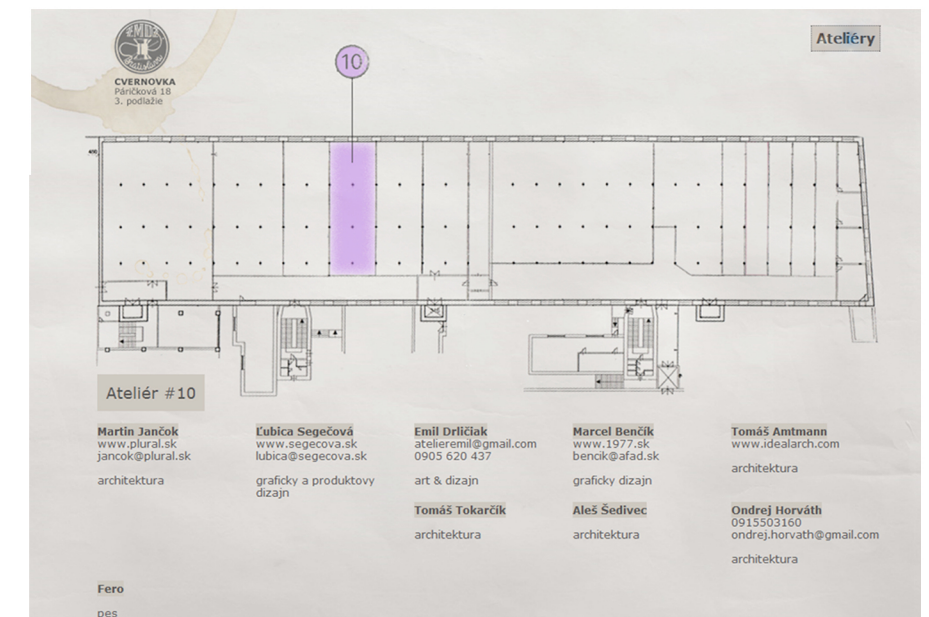 CVERNOVKA
Páričková 18
3. podlažie
Ateliéry
10
Ateliér #10
Martin Jančok
www.plural.sk
jancok@plural.sk
architektura
Ľubica Segečová
www.segecova.sk
lubica@segecova.sk
graficky a produktovy
dizajn
Emil Drličiak
atelieremil@gmail.com
0905 620 437
art & dizajn
Marcel Benčík
www.1977.sk
bencik@afad.sk
graficky dizajn
Tomáš Amtmann
www.idealarch.com
architektura
Tomáš Tokarčík
architektura
Aleš Šedivec
architektura
Ondrej Horváth
0915503160
ondrej.horvath@gmail.com
architektura
Fero
pes